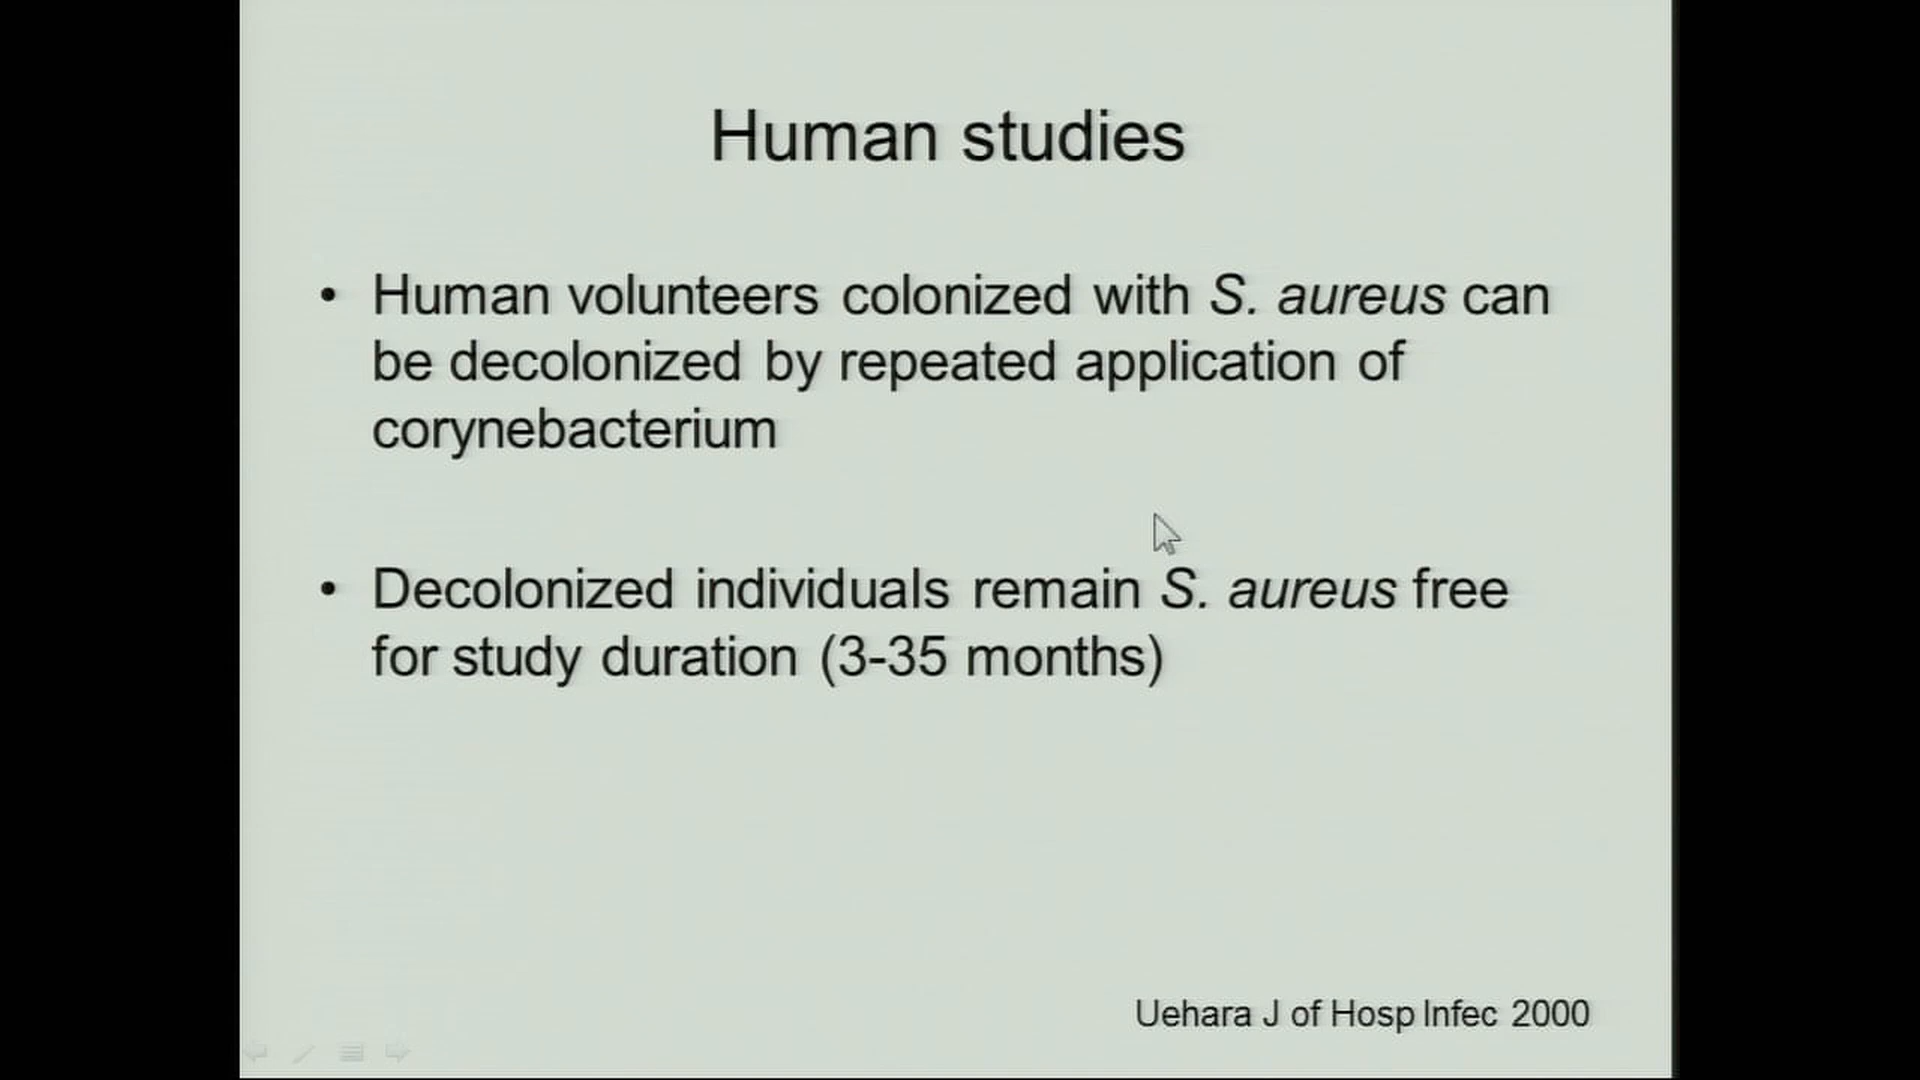 Human studies
• Human volunteers colonized with S. aureus can
be decolonized by repeated application of
corynebacterium
• Decolonized individuals remain S. aureus free
for study duration (3-35 months)
Uehara J of Hosp Infec 2000